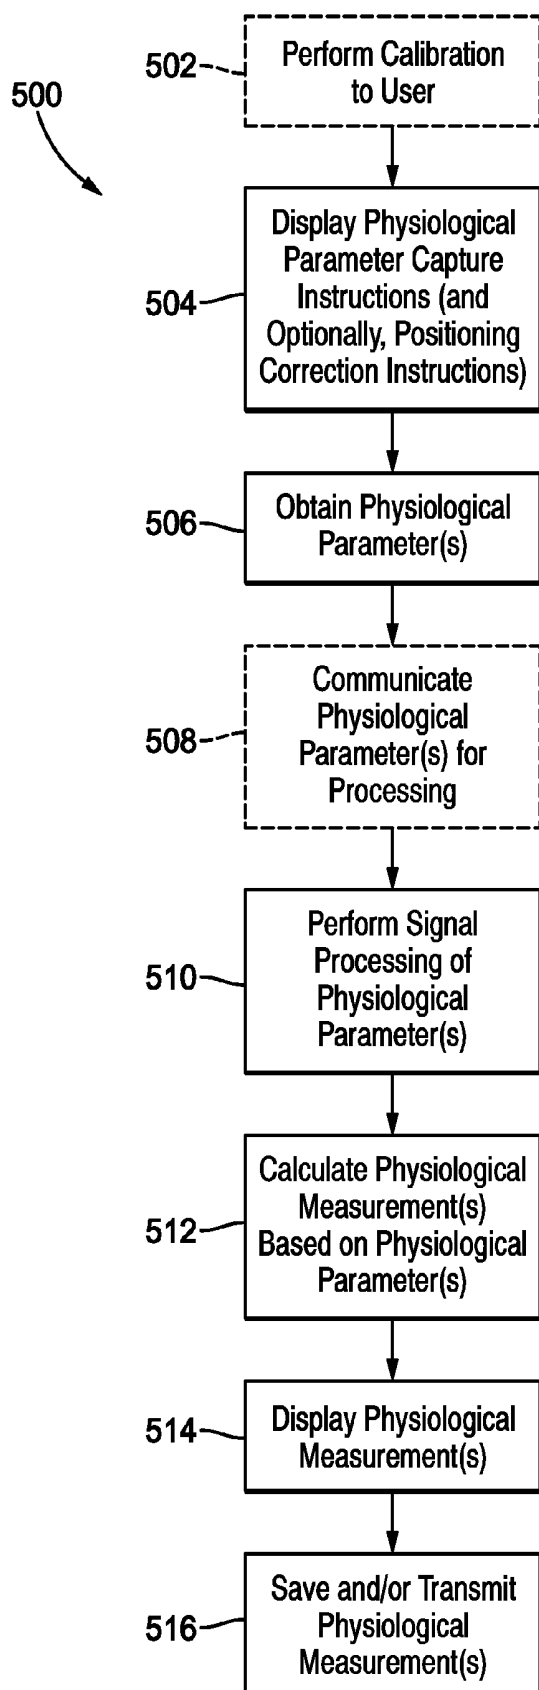 500
502
Perform Calibration
to User
504
Display Physiological
Parameter Capture
Instructions (and
Optionally, Positioning
Correction Instructions)
506
Obtain Physiological
Parameter(s)
508
Communicate
Physiological
Parameter(s) for
Processing
510
Perform Signal
Processing of
Physiological
Parameter(s)
512
Calculate Physiological
Measurement(s)
Based on Physiological
Parameter(s)
514
Display Physiological
Measurement(s)
516
Save and/or Transmit
Physiological
Measurement(s)